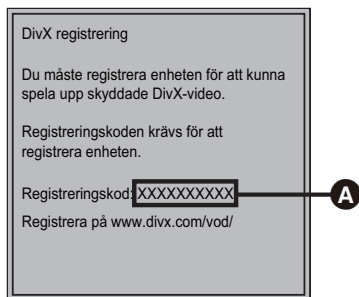 DivX registrering
Du måste registrera enheten för att kunna
spela upp skyddade DivX-video.
Registreringskoden krävs för att
registrera enheten.
Registreringskod: XXXXXXXXXX
A
Registrera på www.divx.com/vod/